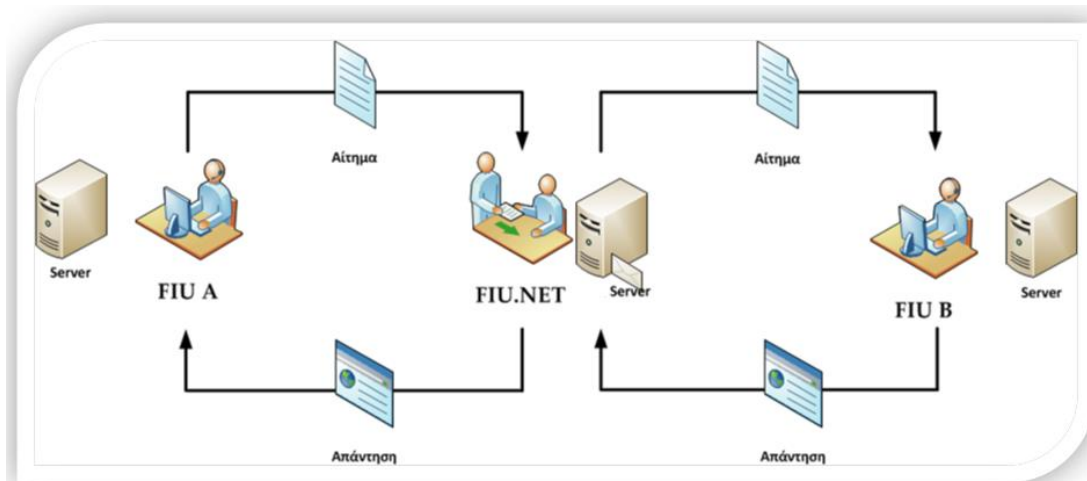 Αίτημα
Αίτημα
Server
FIU A
FIU.NET
Server
FIU B
Server
Απάντηση
Απάντηση